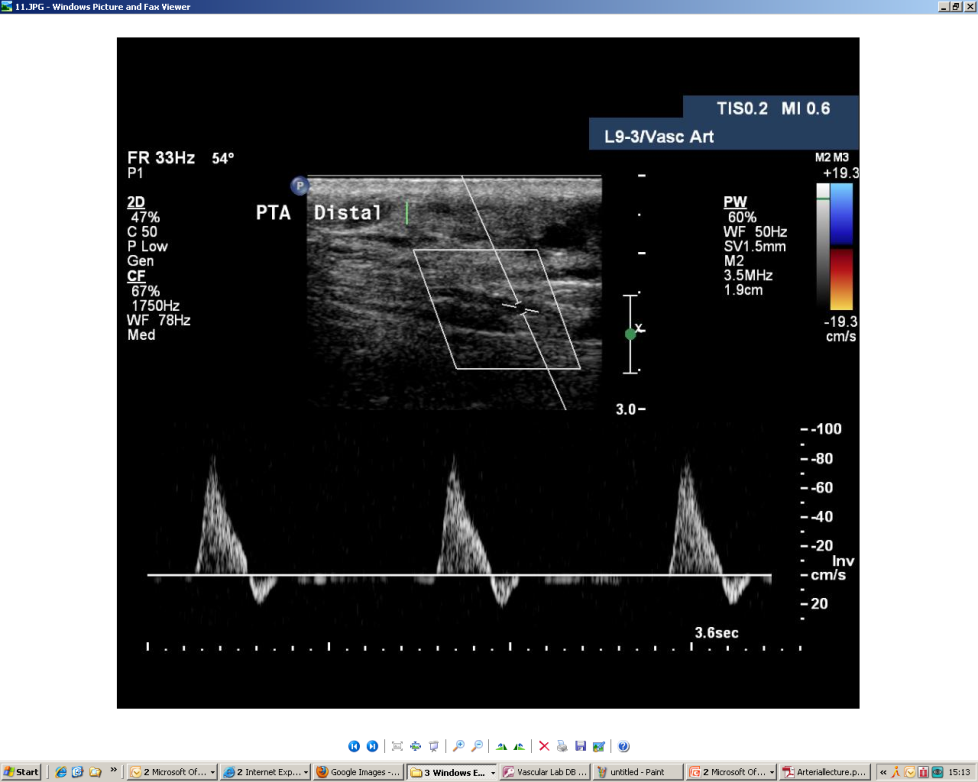 11.JPG - Windows Picture and Fax Viewer
TIS0.2 MI 0.6
L9-3/Vasc Art
FR 33Hz 54°
P1
M2 M3
+19.3
P
PTA Distal
2D
47%
C 50
P Low
Gen
CF
67%
1750Hz
WF 78Hz
Med
PW
60%
WF 50Hz
SV1.5mm
M2
3.5MHz
1.9cm
x
-19.3
cm/s
3.0
-100
-80
-60
-40
-20
Inv
cm/s
20
3.6sec
Start
2 Microsoft Of...
2 Internet Exp...
Google Images -...
3 Windows E...
Vascular Lab DB ...
untitled - Paint
2 Microsoft Of...
Arteriallecture.p...
15:13